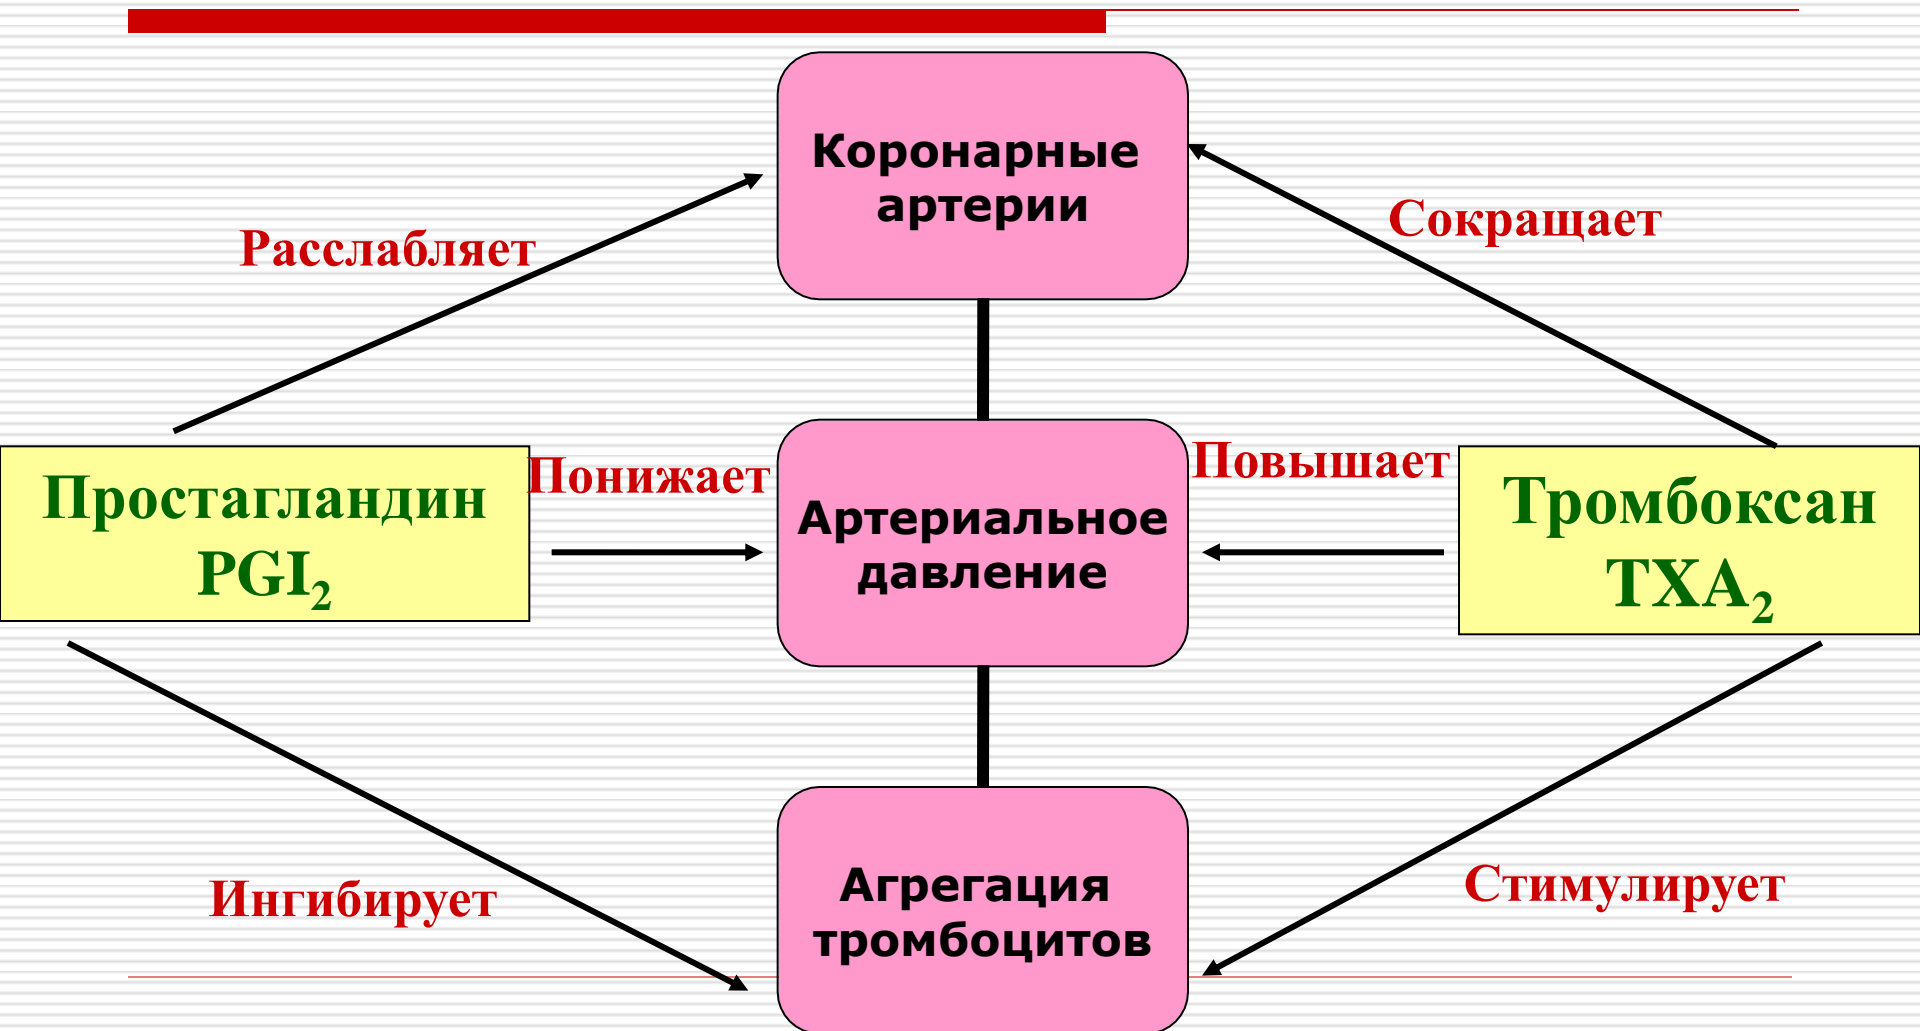 Коронарные
артерии
Расслабляет
Сокращает
Простагландин
PGI₂
Понижает
Артериальное
давление
Повышает
Тромбоксан
TXA₂
Ингибирует
Агрегация
тромбоцитов
Стимулирует